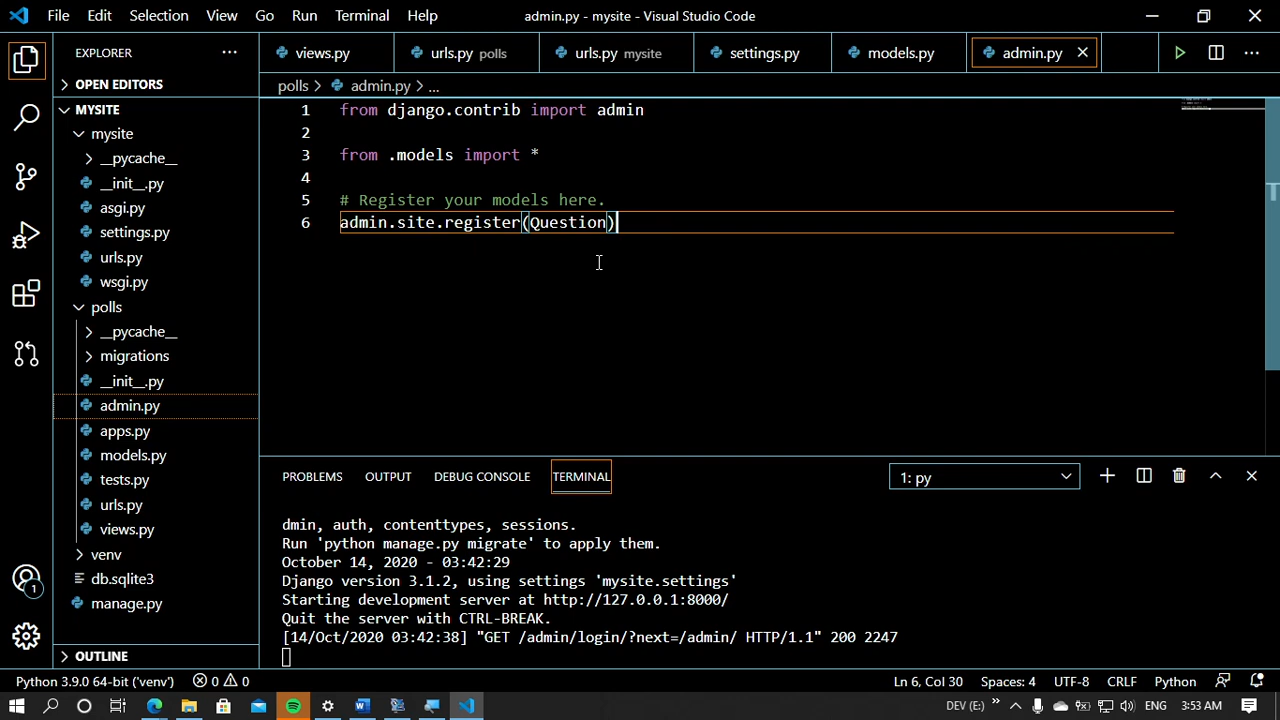 File Edit Selection View Go Run Terminal Help admin.py - mysite - Visual Studio Code
EXPLORER
views.py urls.py polls urls.py mysite settings.py models.py admin.py
OPEN EDITORS
polls > admin.py > ...
MYSITE
mysite
__pycache__
__init__.py
asgi.py
settings.py
urls.py
wsgi.py
polls
__pycache__
migrations
__init__.py
admin.py
apps.py
models.py
tests.py
urls.py
views.py
venv
db.sqlite3
manage.py
OUTLINE
1 from django.contrib import admin
2
3 from .models import *
4
5 # Register your models here.
6 admin.site.register(Question)
PROBLEMS OUTPUT DEBUG CONSOLE TERMINAL 1: py
dmin, auth, contenttypes, sessions.
Run 'python manage.py migrate' to apply them.
October 14, 2020 - 03:42:29
Django version 3.1.2, using settings 'mysite.settings'
Starting development server at http://127.0.0.1:8000/
Quit the server with CTRL-BREAK.
[14/Oct/2020 03:42:38] "GET /admin/login/?next=/admin/ HTTP/1.1" 200 2247
1
Python 3.9.0 64-bit ('venv') 0 0 Ln 6, Col 30 Spaces: 4 UTF-8 CRLF Python
DEV (E:) ENG 3:53 AM